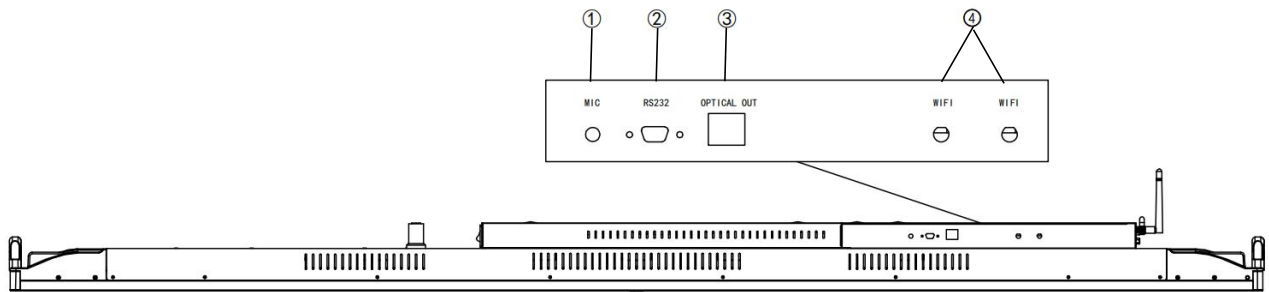 ① ② ③ ④
MIC RS232 OPTICAL OUT WIFI WIFI